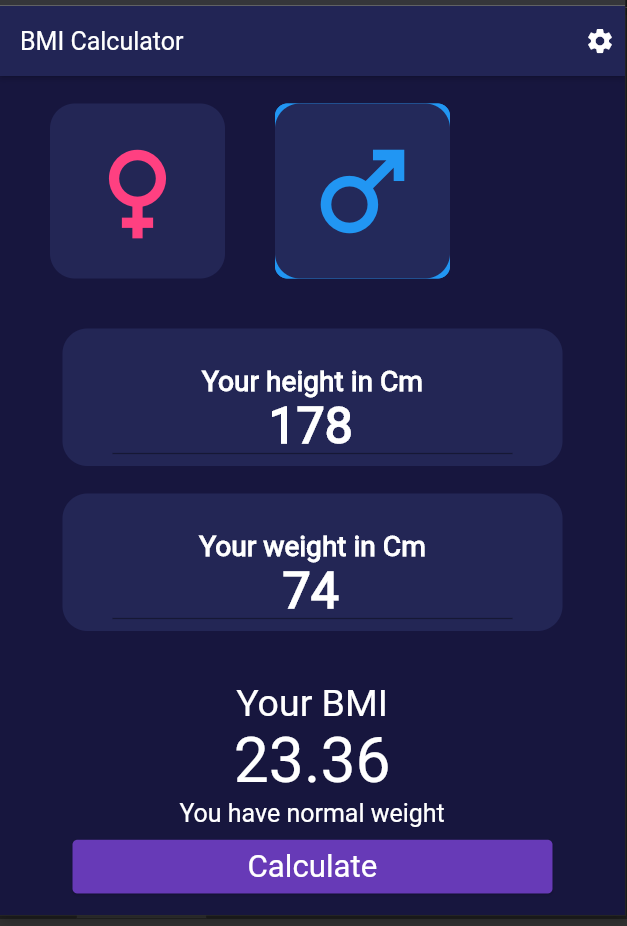 BMI Calculator
Your height in Cm
178
Your weight in Cm
74
Your BMI
23.36
You have normal weight
Calculate